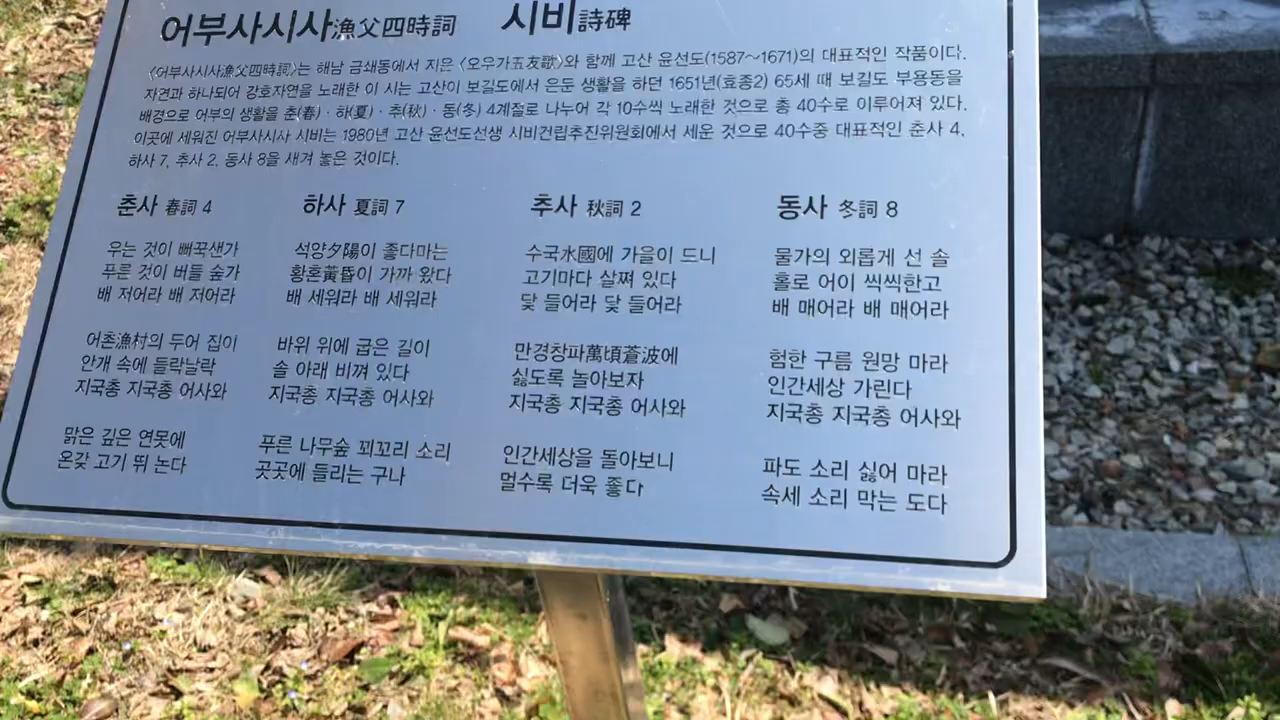 어부사시사漁父四時詞 시비詩碑
〈어부사시사漁父四時詞〉는 해남 금쇄동에서 지은 〈오우가五友歌〉와 함께 고산 윤선도(1587~1671)의 대표적인 작품이다.
자연과 하나되어 강호자연을 노래한 이 시는 고산이 보길도에서 은둔 생활을 하던 1651년(효종2) 65세 때 보길도 부용동을
배경으로 어부의 생활을 춘(春)·하(夏)·추(秋)·동(冬) 4계절로 나누어 각 10수씩 노래한 것으로 총 40수로 이루어져 있다.
이곳에 세워진 어부사시사 시비는 1980년 고산 윤선도선생 시비건립추진위원회에서 세운 것으로 40수중 대표적인 춘사 4,
하사 7, 추사 2, 동사 8을 새겨 놓은 것이다.
춘사 春詞 4
우는 것이 뻐꾹샌가
푸른 것이 버들 숲가
배 저어라 배 저어라
어촌漁村의 두어 집이
안개 속에 들락날락
지국총 지국총 어사와
맑은 깊은 연못에
온갖 고기 뛰 논다
하사 夏詞 7
석양夕陽이 좋다마는
황혼黃昏이 가까 왔다
배 세워라 배 세워라
바위 위에 굽은 길이
솔 아래 비껴 있다
지국총 지국총 어사와
푸른 나무숲 꾀꼬리 소리
곳곳에 들리는 구나
추사 秋詞 2
수국水國에 가을이 드니
고기마다 살쪄 있다
닻 들어라 닻 들어라
만경창파萬頃蒼波에
싫도록 놀아보자
지국총 지국총 어사와
인간세상을 돌아보니
멀수록 더욱 좋다
동사 冬詞 8
물가의 외롭게 선 솔
홀로 어이 씩씩한고
배 매어라 배 매어라
험한 구름 원망 마라
인간세상 가린다
지국총 지국총 어사와
파도 소리 싫어 마라
속세 소리 막는 도다